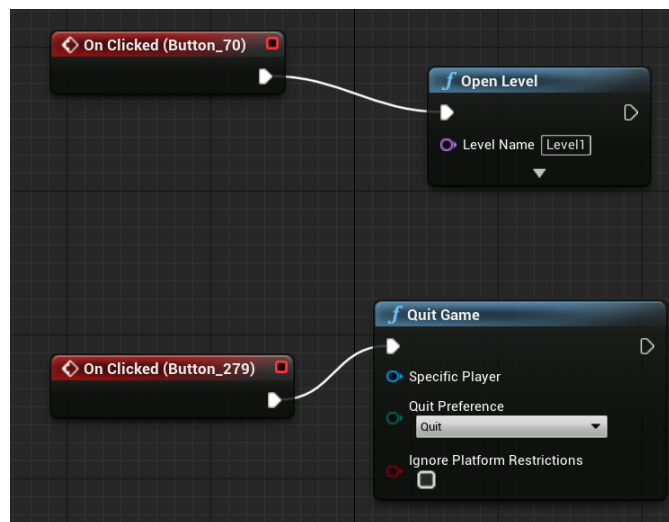 On Clicked (Button_70)
f Open Level
Level Name Level1
f Quit Game
On Clicked (Button_279)
Specific Player
Quit Preference
Quit
Ignore Platform Restrictions